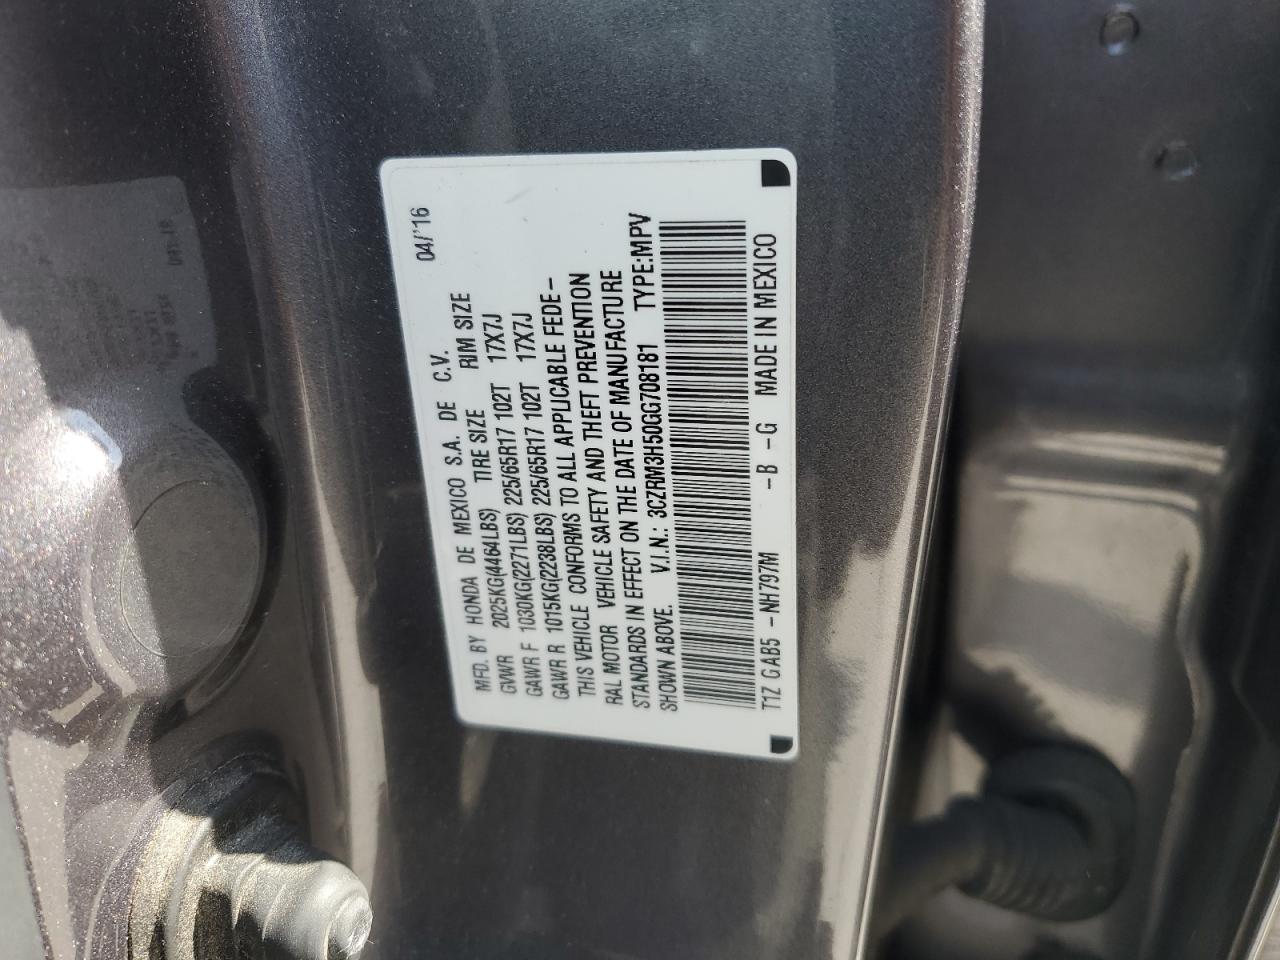 04/'16
MFD. BY HONDA DE MEXICO S.A. DE C.V.
GVWR 2025KG(4464LBS) TIRE SIZE RIM SIZE
GAWR F 1030KG(2271LBS) 225/65R17 102T 17X7J
GAWR R 1015KG(2238LBS) 225/65R17 102T 17X7J
THIS VEHICLE CONFORMS TO ALL APPLICABLE FEDE-
RAL MOTOR VEHICLE SAFETY AND THEFT PREVENTION
STANDARDS IN EFFECT ON THE DATE OF MANUFACTURE
SHOWN ABOVE. V.I.N.: 3CZRM3H50GG708181 TYPE:MPV
T1Z GAB5 -NH797M -B -G MADE IN MEXICO